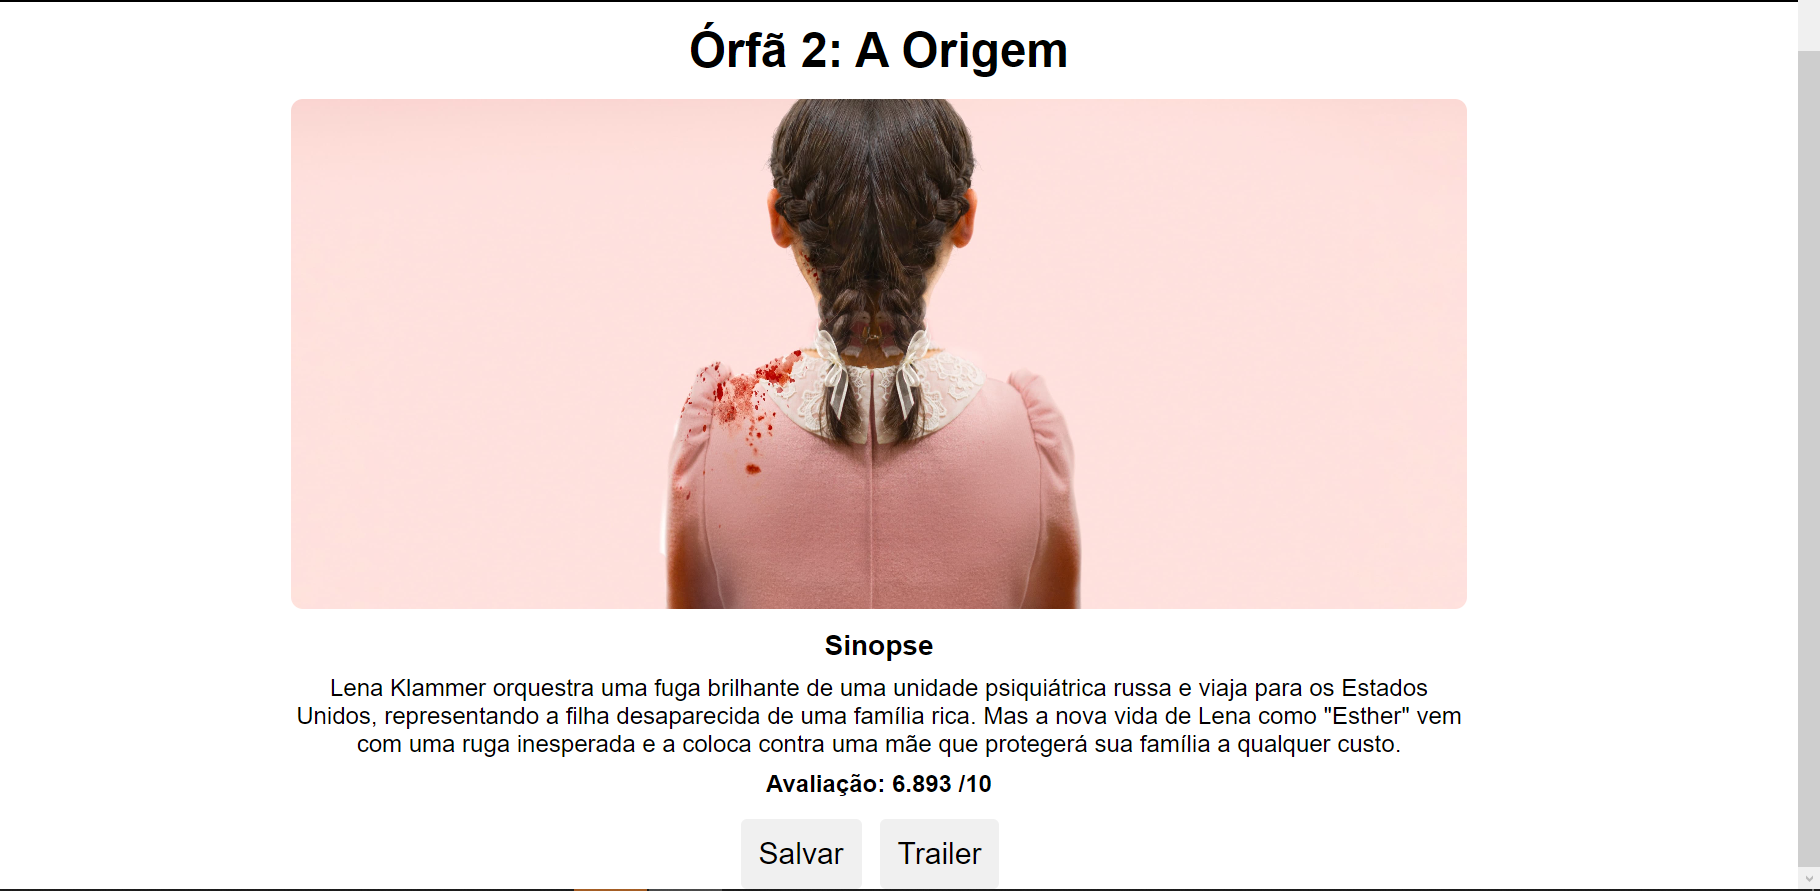 Órfã 2: A Origem
Sinopse
Lena Klammer orquestra uma fuga brilhante de uma unidade psiquiátrica russa e viaja para os Estados
Unidos, representando a filha desaparecida de uma família rica. Mas a nova vida de Lena como "Esther" vem
com uma ruga inesperada e a coloca contra uma mãe que protegerá sua família a qualquer custo.
Avaliação: 6.893 /10
Salvar Trailer